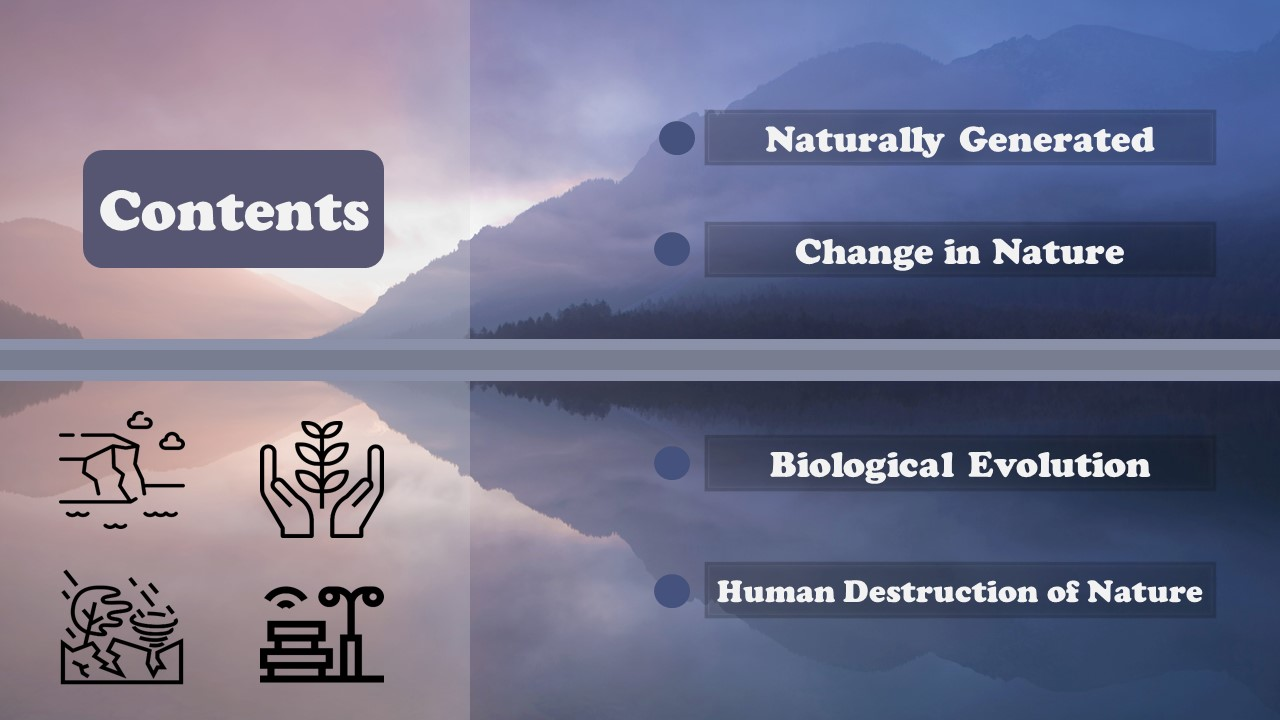 Contents
Naturally Generated
Change in Nature
Biological Evolution
Human Destruction of Nature